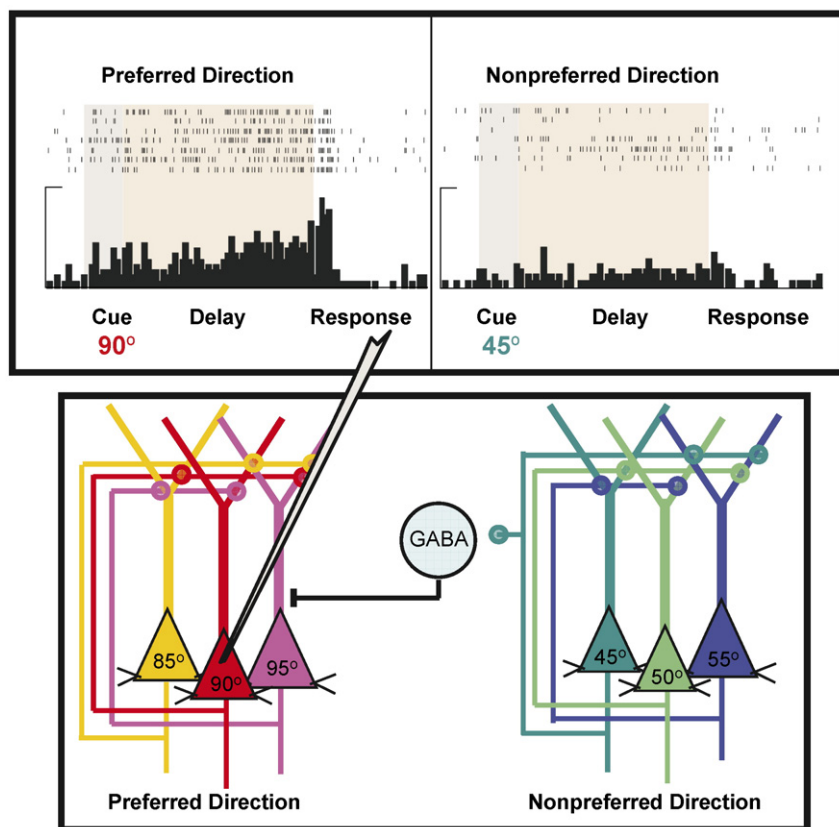 Preferred Direction
Nonpreferred Direction
Cue Delay Response
90°
Cue Delay Response
45°
GABA
85°
90°
95°
45°
50°
55°
Preferred Direction
Nonpreferred Direction